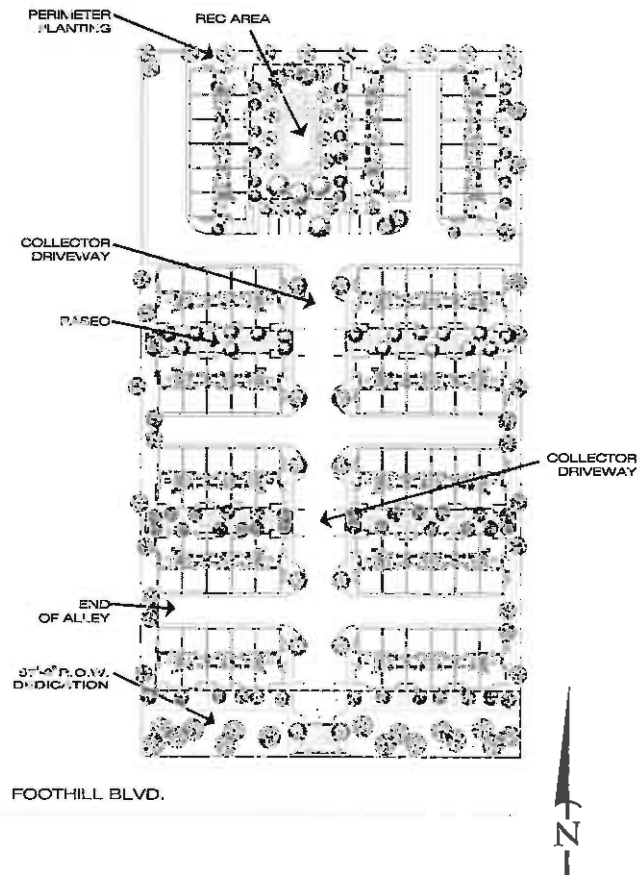 PERIMETER
PLANTING
REC AREA
COLLECTOR
DRIVEWAY
PASEO
COLLECTOR
DRIVEWAY
END
OF ALLEY
R.O.W.
DEDICATION
FOOTHILL BLVD.
N